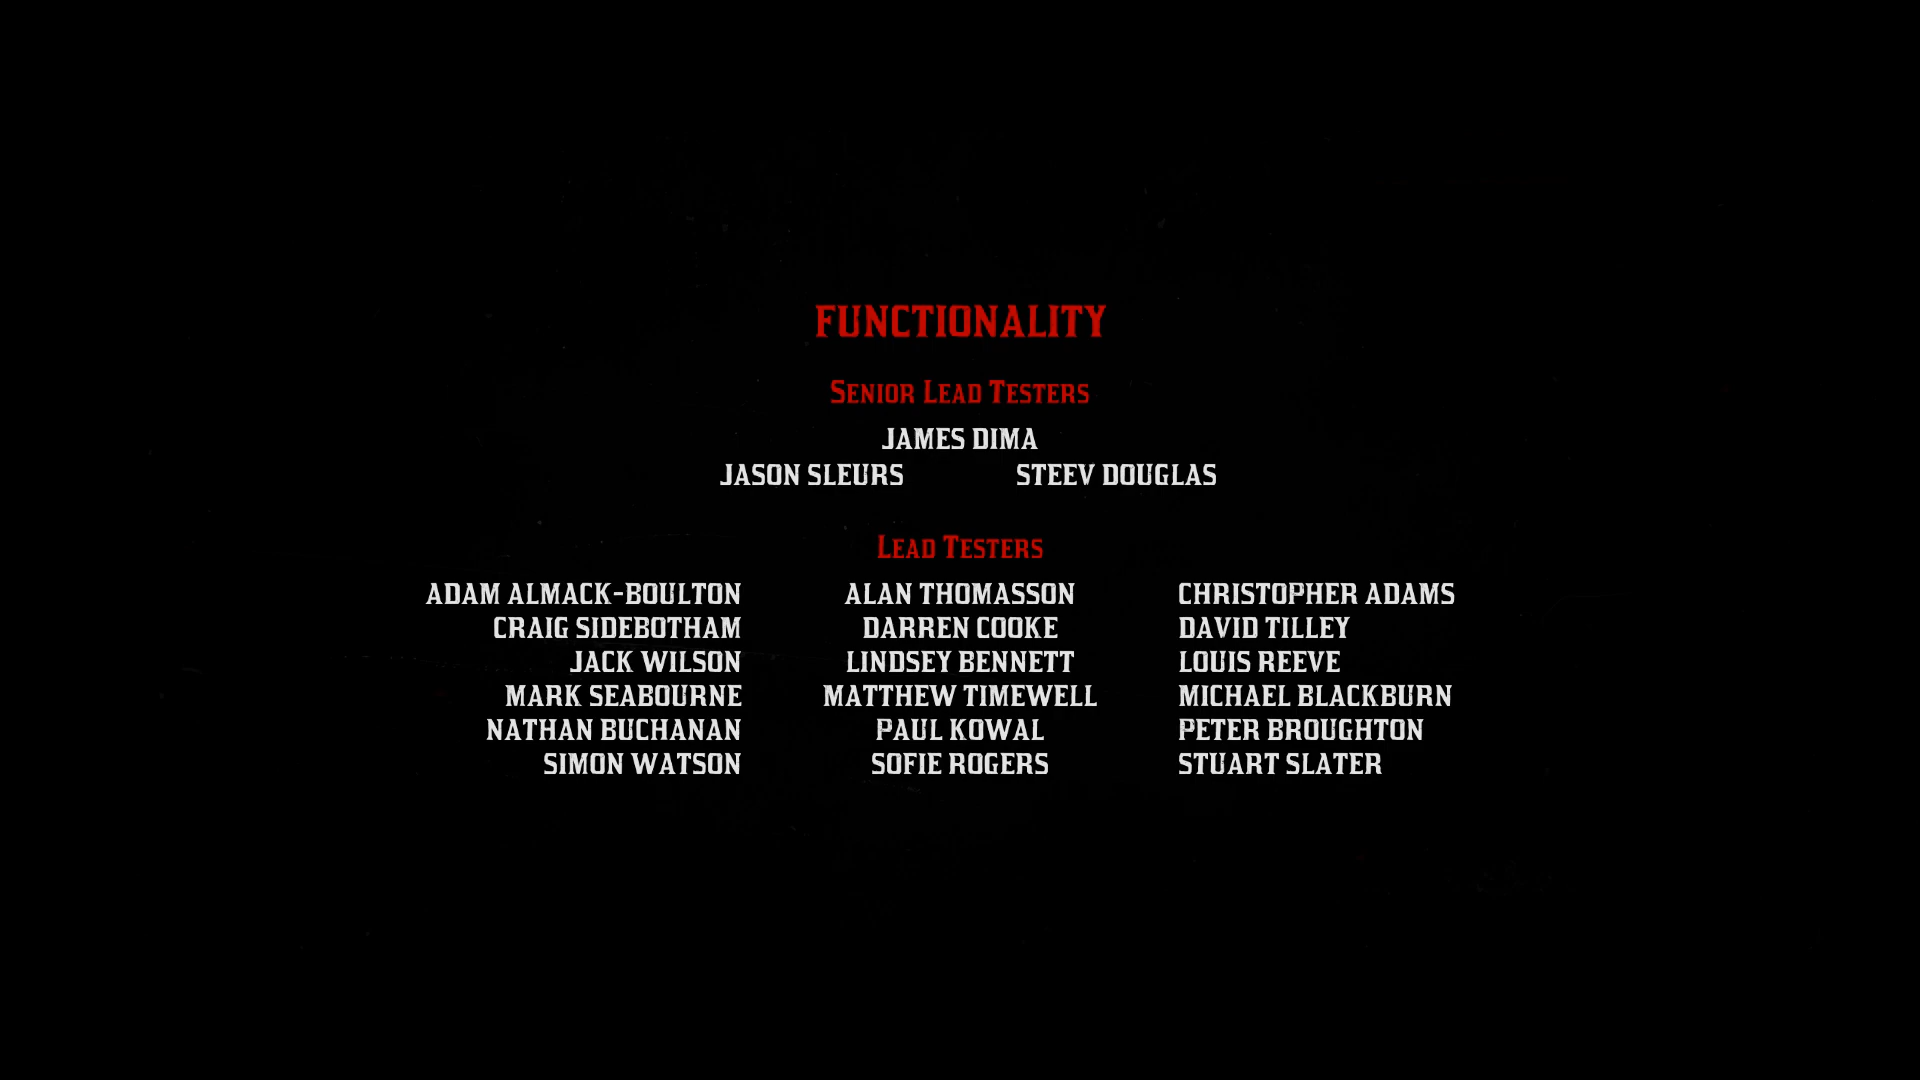 FUNCTIONALITY
SENIOR LEAD TESTERS
JAMES DIMA
JASON SLEURS STEEV DOUGLAS
LEAD TESTERS
ADAM ALMACK-BOULTON ALAN THOMASSON CHRISTOPHER ADAMS
CRAIG SIDEBOTHAM DARREN COOKE DAVID TILLEY
JACK WILSON LINDSEY BENNETT LOUIS REEVE
MARK SEABOURNE MATTHEW TIMEWELL MICHAEL BLACKBURN
NATHAN BUCHANAN PAUL KOWAL PETER BROUGHTON
SIMON WATSON SOFIE ROGERS STUART SLATER